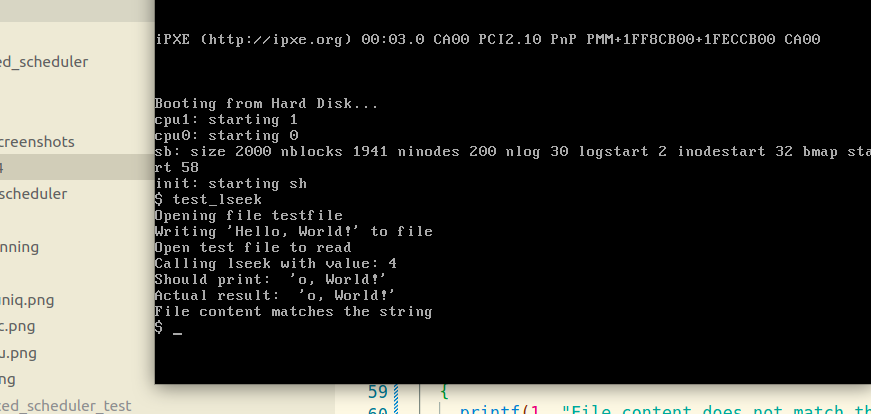 iPXE (http://ipxe.org) 00:03.0 CA00 PCI2.10 PnP PMM+1FF8CB00+1FECCB00 CA00
ed_scheduler
Booting from Hard Disk...
cpu1: starting 1
cpu0: starting 0
creenshots
sb: size 2000 nblocks 1941 ninodes 200 nlog 30 logstart 2 inodestart 32 bmap sta
rt 58
4
init: starting sh
scheduler
$ test_lseek
Opening file testfile
Writing 'Hello, World!' to file
nning
Open test file to read
Calling lseek with value: 4
Should print:  'o, World!'
Actual result:  'o, World!'
uniq.png
File content matches the string
c.png
$ _
u.png
ng
59 {
ced_scheduler_test
60 printf(1, "File content does not match th